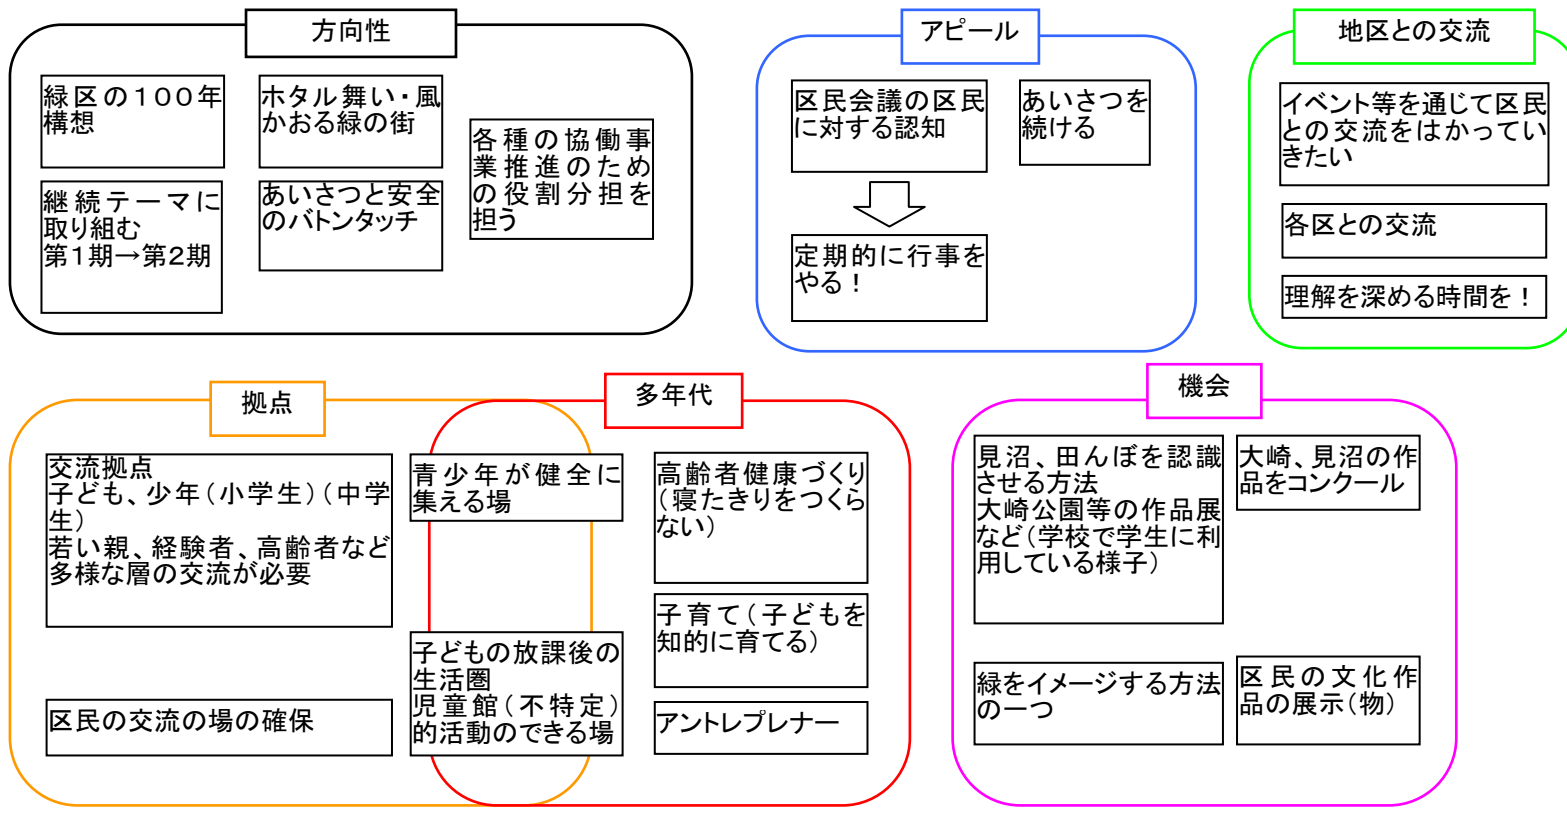 方向性
緑区の１００年
構想
ホタル舞い・風
かおる緑の街
各種の協働事
業推進のため
の役割分担を
担う
継続テーマに
取り組む
第１期→第２期
あいさつと安全
のバトンタッチ
アピール
区民会議の区民
に対する認知
あいさつを
続ける
定期的に行事を
やる！
地区との交流
イベント等を通じて区民
との交流をはかってい
きたい
各区との交流
理解を深める時間を！
拠点
交流拠点
子ども、少年（小学生）（中学
生）
若い親、経験者、高齢者など
多様な層の交流が必要
区民の交流の場の確保
青少年が健全に
集える場
子どもの放課後の
生活圏
児童館（不特定）
的活動のできる場
多年代
高齢者健康づくり
（寝たきりをつくら
ない）
子育て（子どもを
知的に育てる）
アントレプレナー
機会
見沼、田んぼを認識
させる方法
大崎公園等の作品展
など（学校で学生に利
用している様子）
大崎、見沼の作
品をコンクール
緑をイメージする方法
の一つ
区民の文化作
品の展示（物）